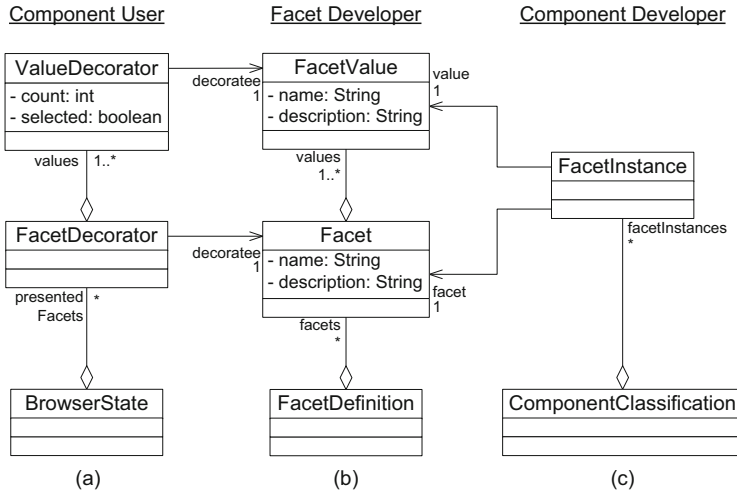 Component User
Facet Developer
Component Developer
ValueDecorator
- count: int
- selected: boolean
decoratee
1
FacetValue
- name: String
- description: String
value
1
values
1..*
values
1..*
FacetInstance
FacetDecorator
decoratee
1
Facet
- name: String
- description: String
facet
1
facetInstances
*
presented
Facets
*
facets
*
BrowserState
FacetDefinition
ComponentClassification
(a)
(b)
(c)